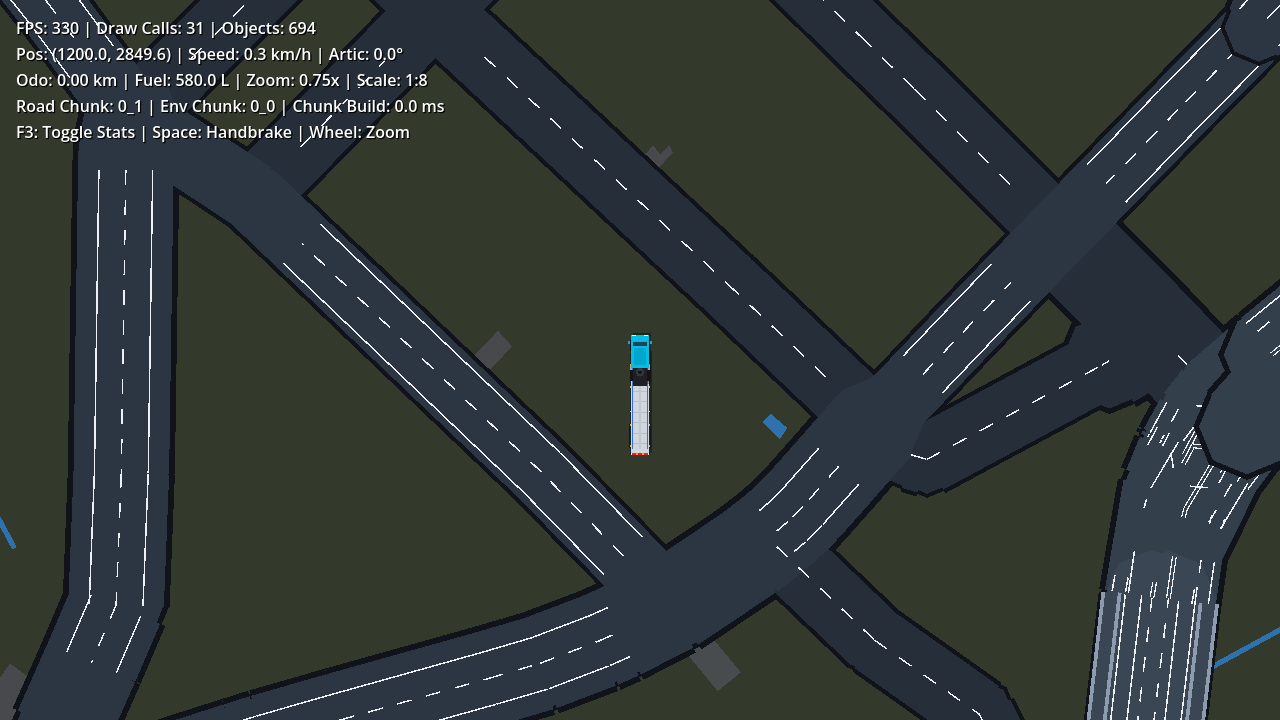 FPS: 330 | Draw Calls: 31 | Objects: 694
Pos: (1200.0, 2849.6) | Speed: 0.3 km/h | Artic: 0.0°
Odo: 0.00 km | Fuel: 580.0 L | Zoom: 0.75x | Scale: 1:8
Road Chunk: 0_1 | Env Chunk: 0_0 | Chunk Build: 0.0 ms
F3: Toggle Stats | Space: Handbrake | Wheel: Zoom